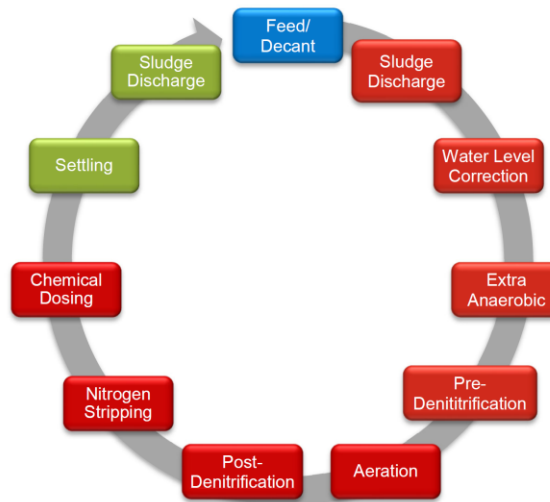 Feed/
Decant
Sludge
Discharge
Water Level
Correction
Extra
Anaerobic
Pre-
Denititrification
Aeration
Post-
Denitrification
Nitrogen
Stripping
Chemical
Dosing
Settling
Sludge
Discharge